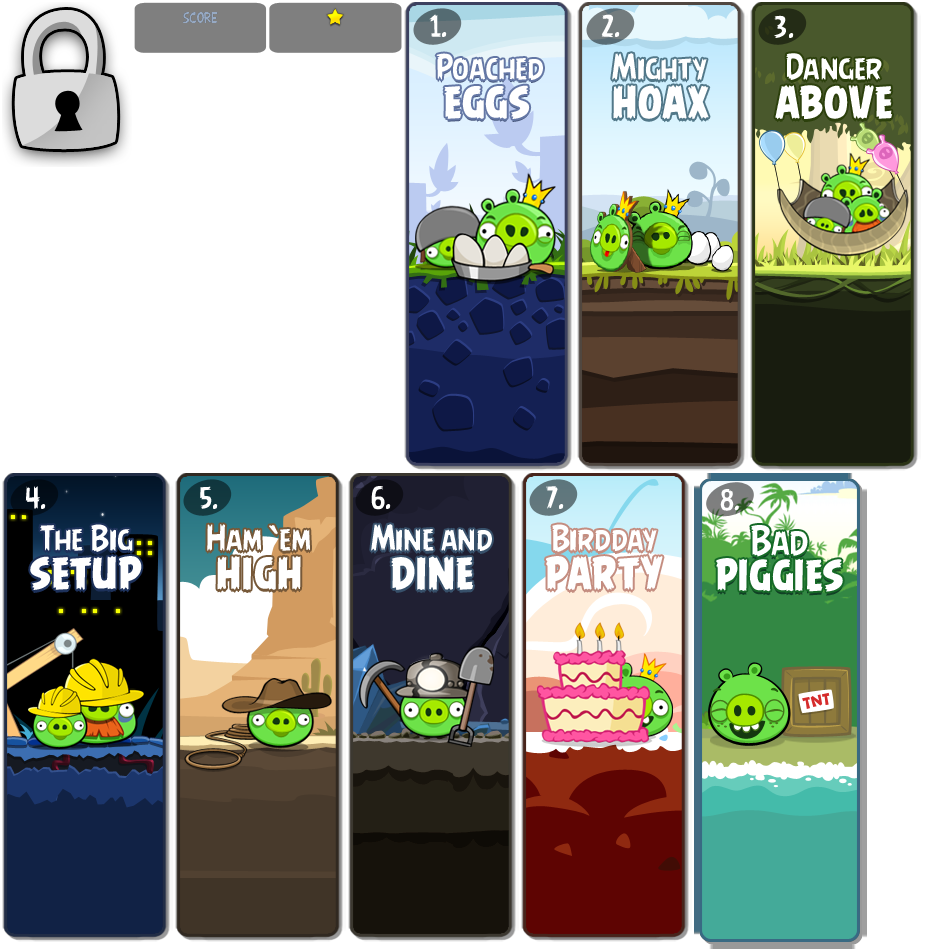 SCORE
1.
POACHED
EGGS
2.
MIGHTY
HOAX
3.
DANGER
ABOVE
4.
THE BIG
SETUP
5.
HAM `EM
HIGH
6.
MINE AND
DINE
7.
BIRDDAY
PARTY
8.
BAD
PIGGIES
TNT